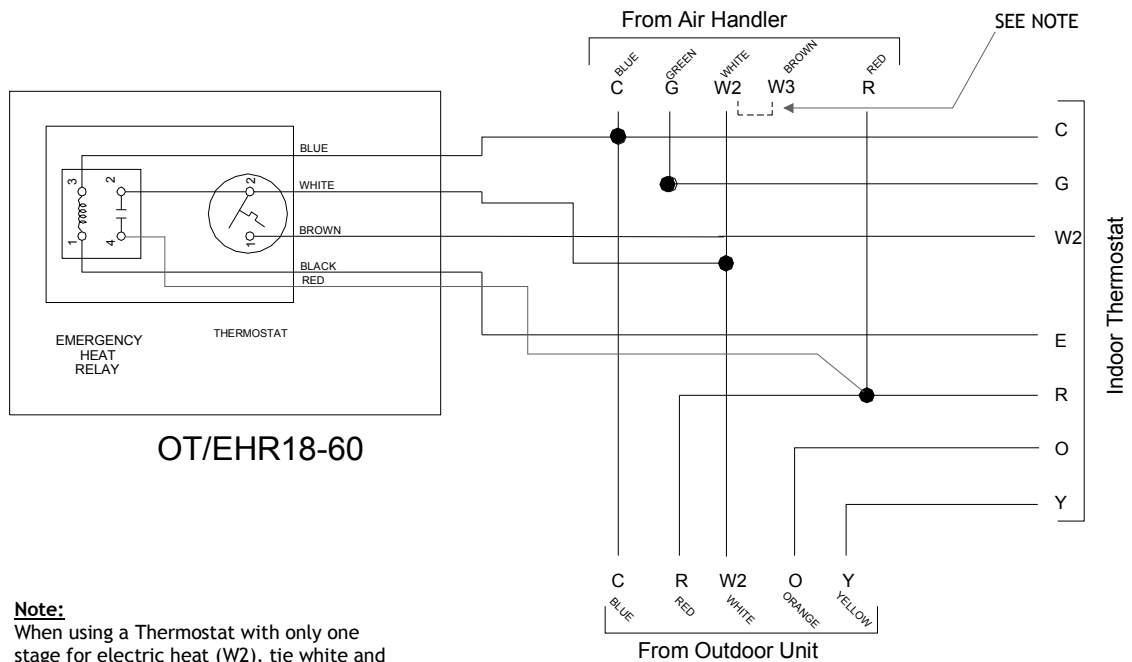 From Air Handler
SEE NOTE
BLUE
GREEN
WHITE
BROWN
RED
C
G
W2
W3
R
BLUE
WHITE
BROWN
BLACK
RED
3
2
1
4
2
1
EMERGENCY
HEAT
RELAY
THERMOSTAT
OT/EHR18-60
C
G
W2
E
R
O
Y
Indoor Thermostat
C
R
W2
O
Y
BLUE
RED
WHITE
ORANGE
YELLOW
From Outdoor Unit
Note:
When using a Thermostat with only one
stage for electric heat (W2), tie white and